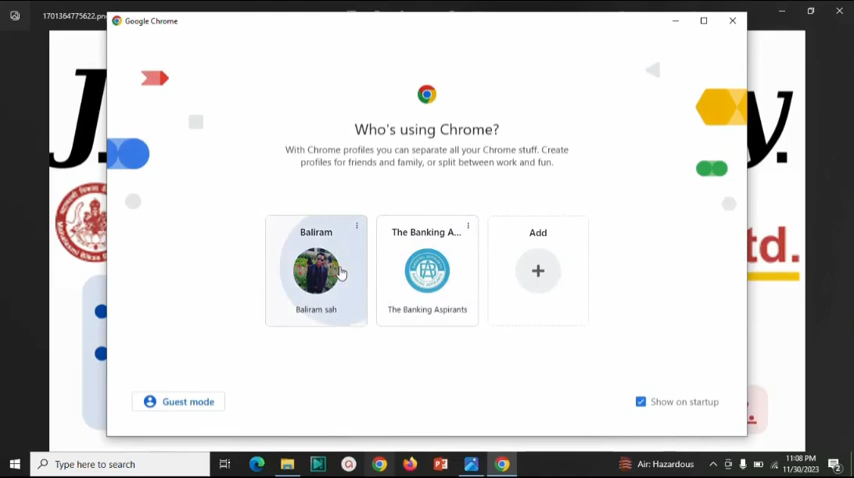 1701364775622.pn
Google Chrome
Who's using Chrome?
With Chrome profiles you can separate all your Chrome stuff. Create
profiles for friends and family, or split between work and fun.
Baliram
The Banking A...
Add
Baliram sah
The Banking Aspirants
Guest mode
Show on startup
J.
y.
td.
Type here to search
Air: Hazardous
11:08 PM
11/30/2023
2